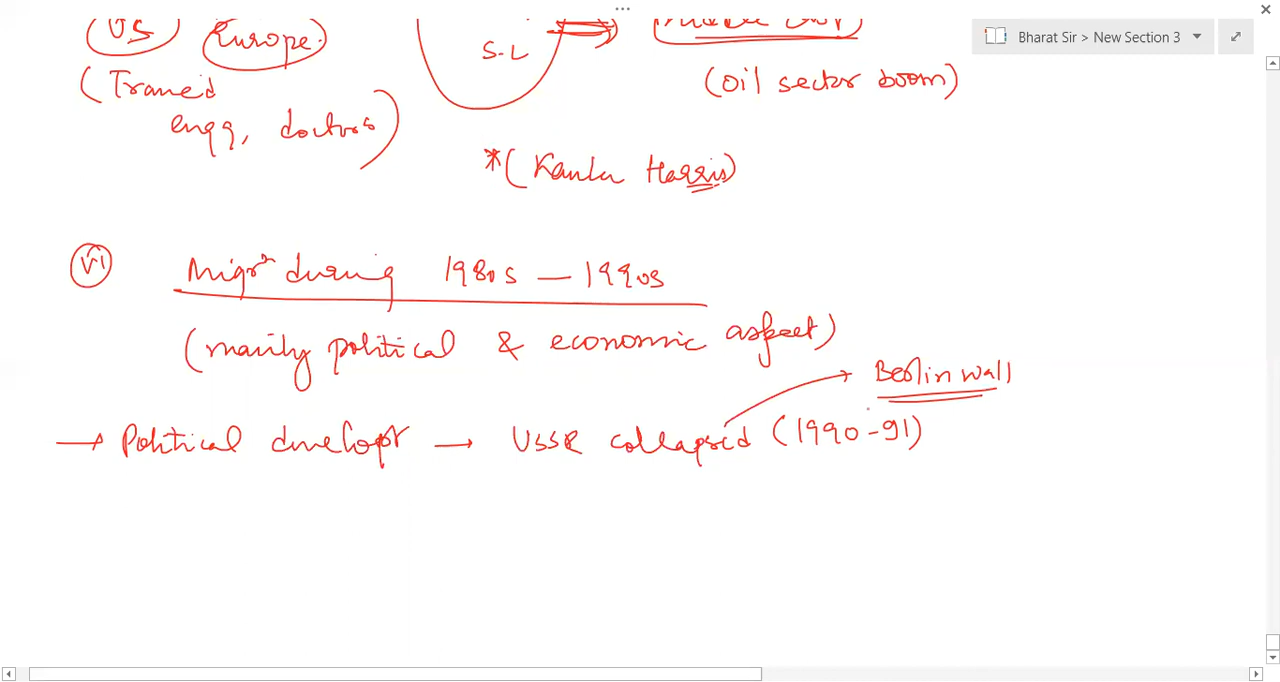 ...
Bharat Sir > New Section 3
(US) (Europe)
S-L
(Trained
engg, doctors)
(oil sector boom)
*(Kamla Harris)
(vi) Migrn during 1980s — 1990s
(mainly political & economic aspect)
Berlin wall
→ Political develop't → USSR collapsed (1990-91)